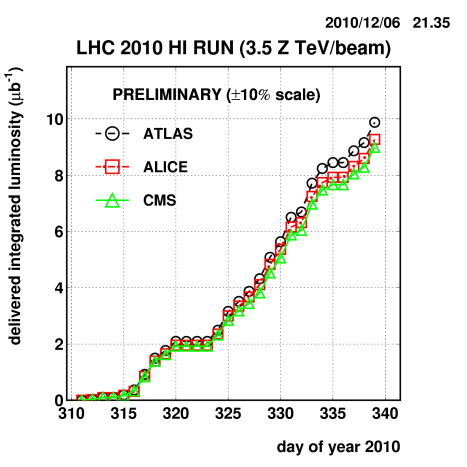 2010/12/06 21.35
LHC 2010 HI RUN (3.5 Z TeV/beam)
delivered integrated luminosity (μb⁻¹)
PRELIMINARY (±10% scale)
ATLAS
ALICE
CMS
10
8
6
4
2
0
310 315 320 325 330 335 340
day of year 2010